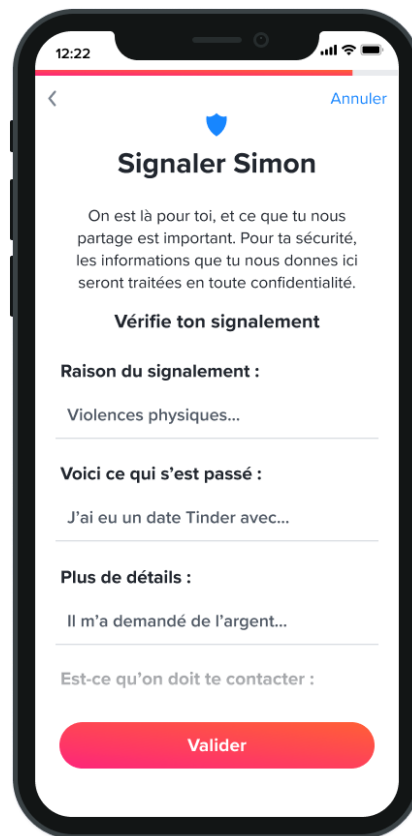 12:22
Annuler
Signaler Simon
On est là pour toi, et ce que tu nous
partage est important. Pour ta sécurité,
les informations que tu nous donnes ici
seront traitées en toute confidentialité.
Vérifie ton signalement
Raison du signalement :
Violences physiques...
Voici ce qui s'est passé :
J'ai eu un date Tinder avec...
Plus de détails :
Il m'a demandé de l'argent...
Est-ce qu'on doit te contacter :
Valider